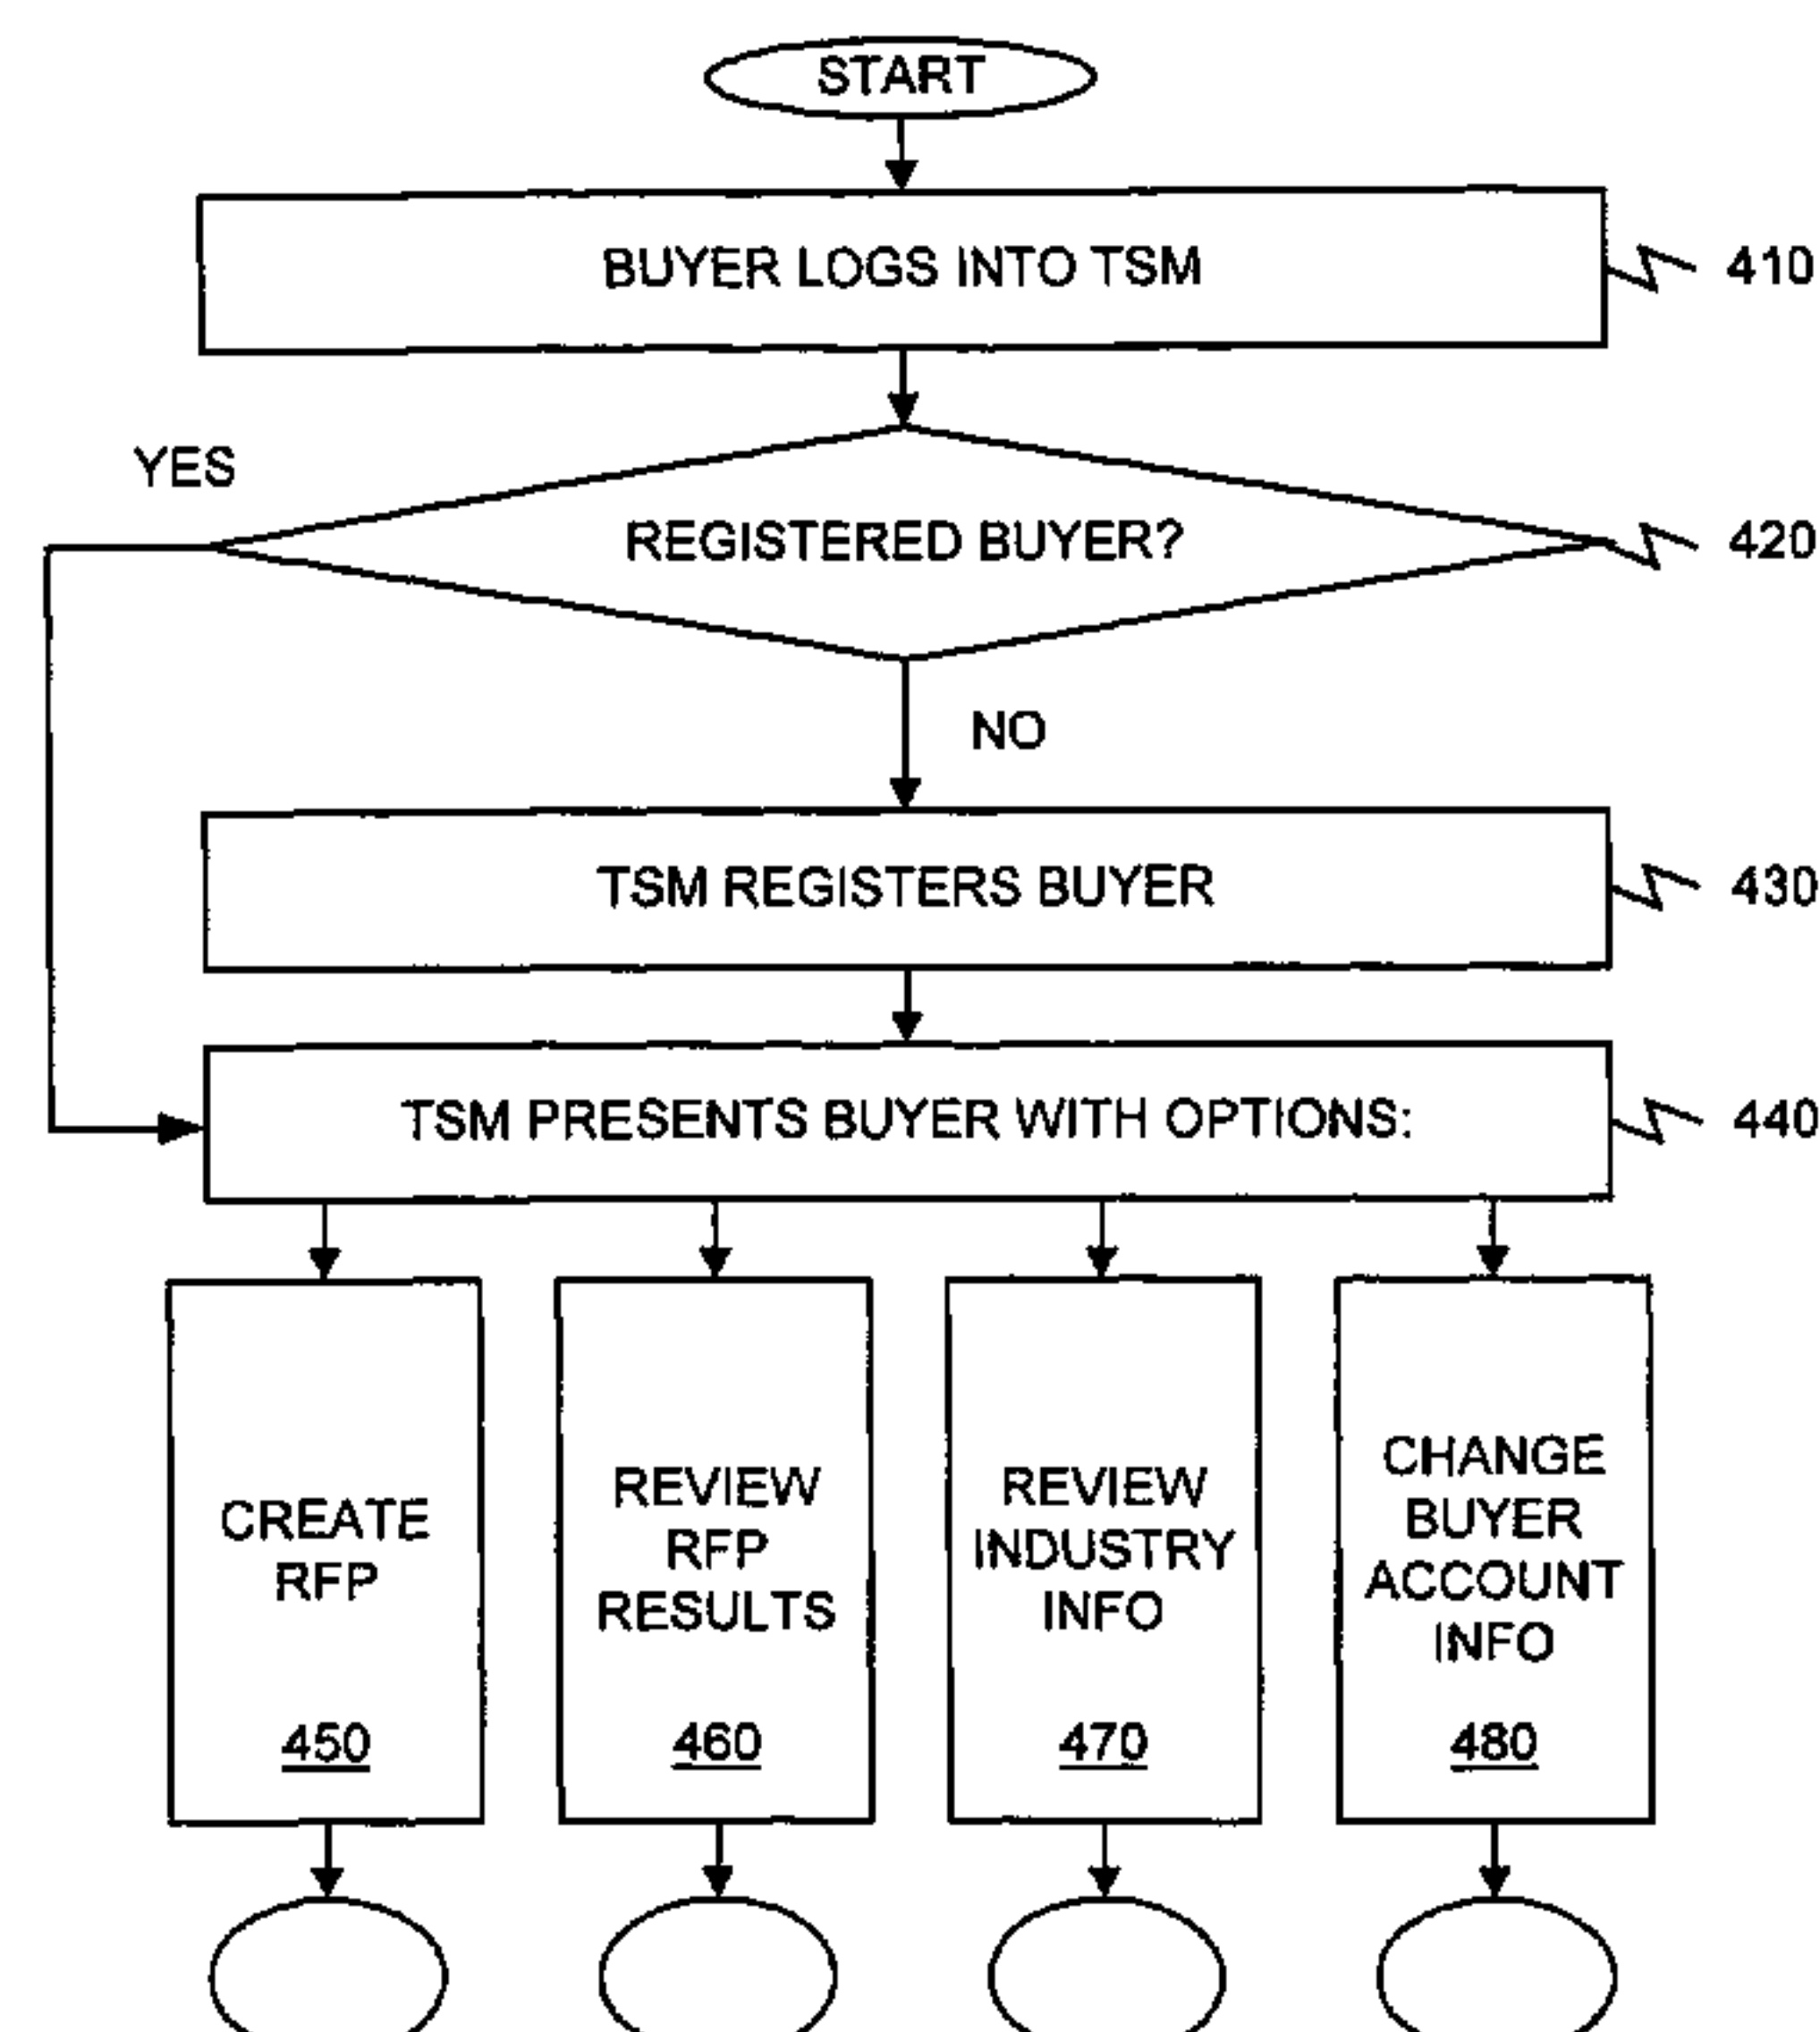 START
BUYER LOGS INTO TSM
410
YES
REGISTERED BUYER?
420
NO
TSM REGISTERS BUYER
430
TSM PRESENTS BUYER WITH OPTIONS:
440
CREATE
RFP
450
REVIEW
RFP
RESULTS
460
REVIEW
INDUSTRY
INFO
470
CHANGE
BUYER
ACCOUNT
INFO
480